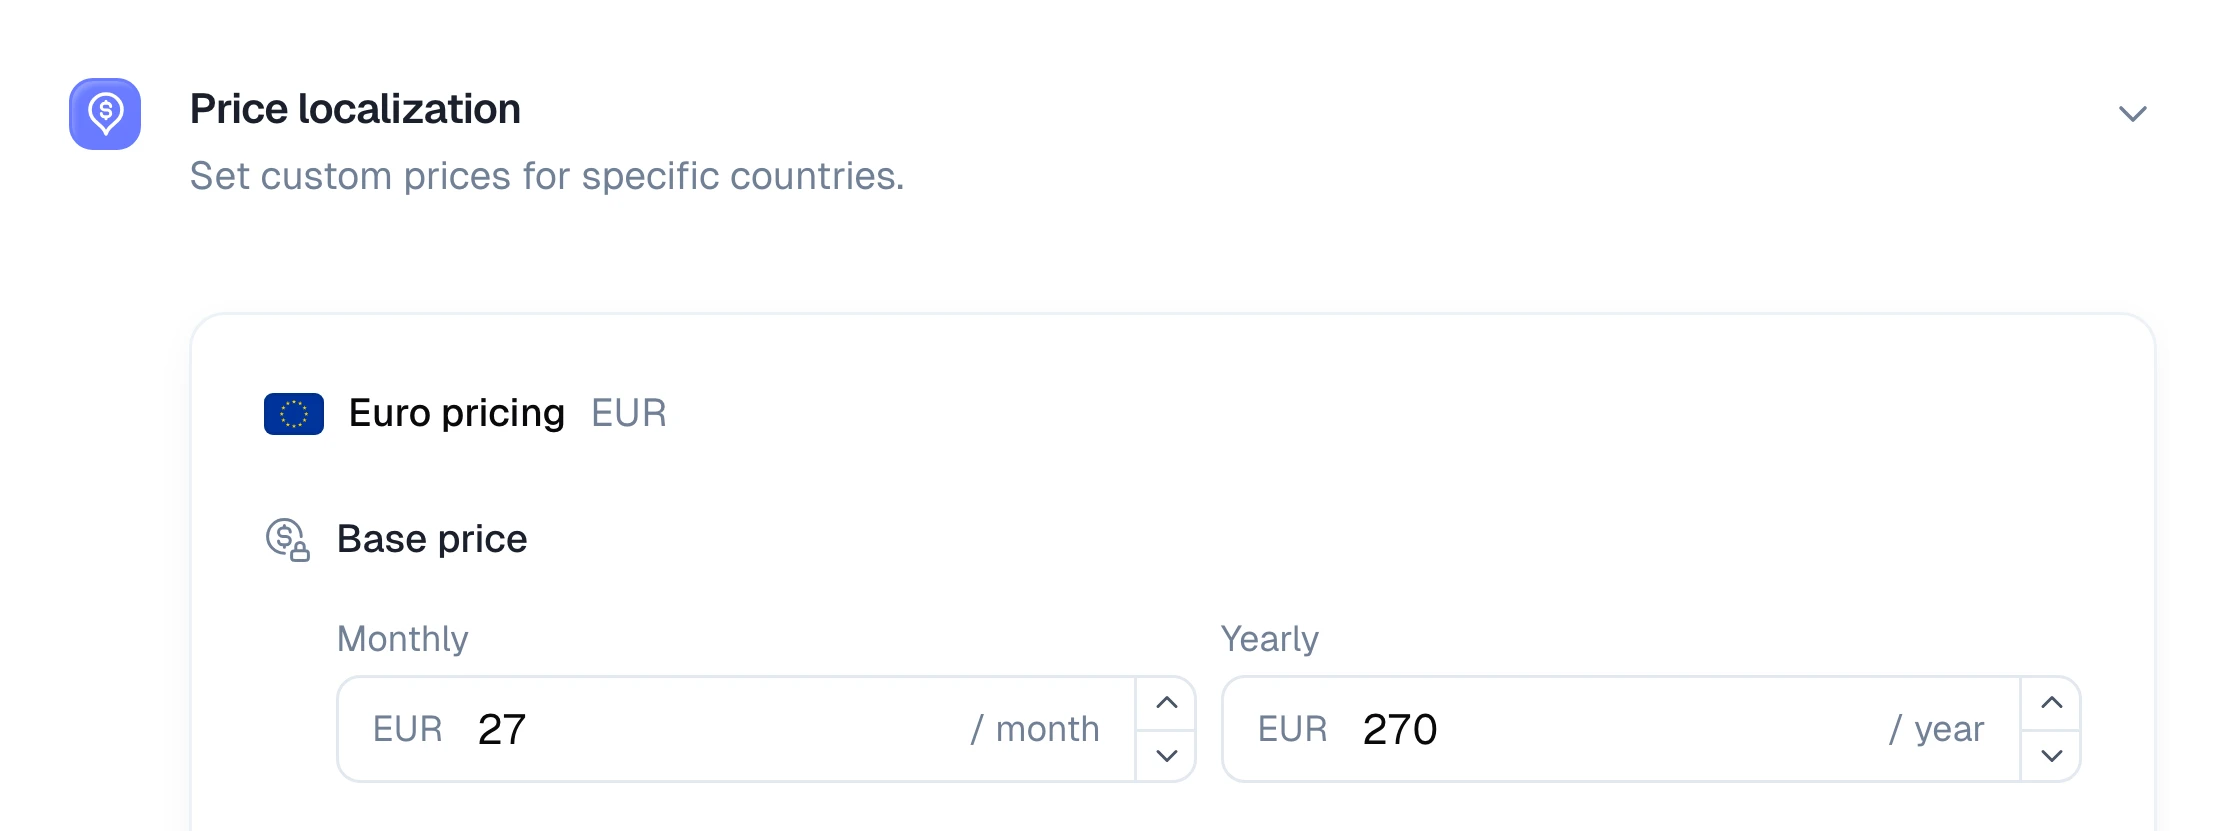 Price localization
Set custom prices for specific countries.
Euro pricing EUR
Base price
Monthly
Yearly
EUR 27 / month
EUR 270 / year